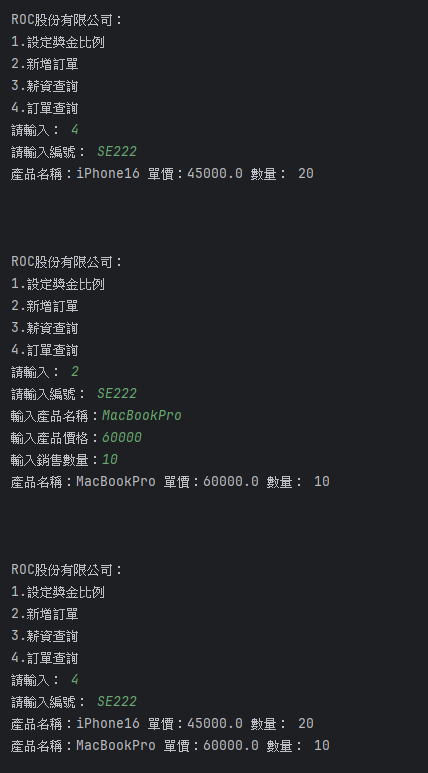 ROC股份有限公司：
1.設定獎金比例
2.新增訂單
3.薪資查詢
4.訂單查詢
請輸入： 4
請輸入編號： SE222
產品名稱：iPhone16 單價：45000.0 數量： 20
ROC股份有限公司：
1.設定獎金比例
2.新增訂單
3.薪資查詢
4.訂單查詢
請輸入： 2
請輸入編號： SE222
輸入產品名稱：MacBookPro
輸入產品價格：60000
輸入銷售數量：10
產品名稱：MacBookPro 單價：60000.0 數量： 10
ROC股份有限公司：
1.設定獎金比例
2.新增訂單
3.薪資查詢
4.訂單查詢
請輸入： 4
請輸入編號： SE222
產品名稱：iPhone16 單價：45000.0 數量： 20
產品名稱：MacBookPro 單價：60000.0 數量： 10